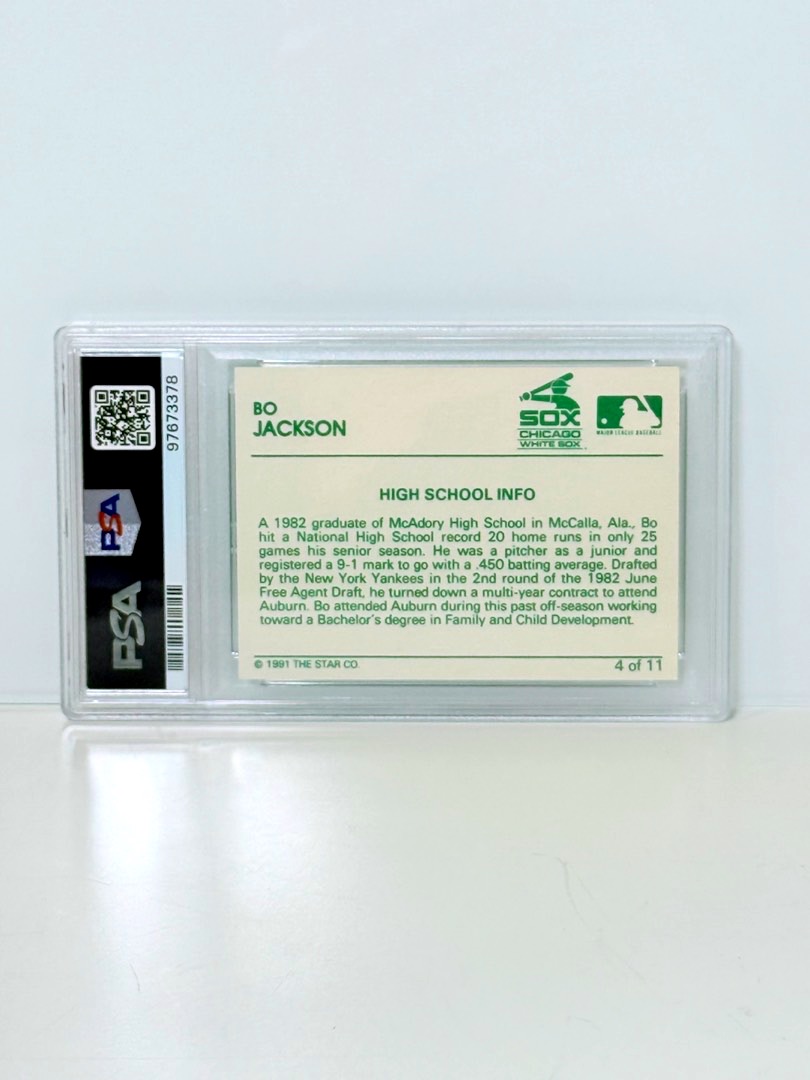 97673378
PSA
PSA
BO
JACKSON
SOX
CHICAGO
WHITE SOX
MAJOR LEAGUE BASEBALL
HIGH SCHOOL INFO
A 1982 graduate of McAdory High School in McCalla, Ala., Bo
hit a National High School record 20 home runs in only 25
games his senior season. He was a pitcher as a junior and
registered a 9-1 mark to go with a .450 batting average. Drafted
by the New York Yankees in the 2nd round of the 1982 June
Free Agent Draft, he turned down a multi-year contract to attend
Auburn. Bo attended Auburn during this past off-season working
toward a Bachelor's degree in Family and Child Development.
© 1991 THE STAR CO.
4 of 11